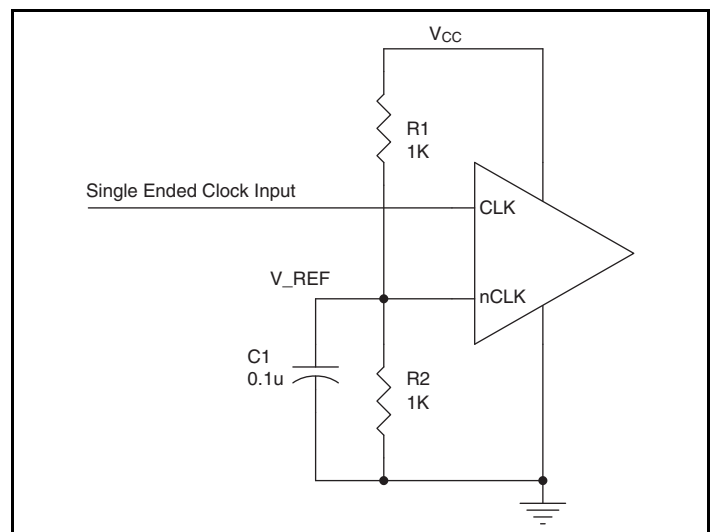 VCC
R1
1K
Single Ended Clock Input
CLK
V_REF
nCLK
C1
0.1u
R2
1K